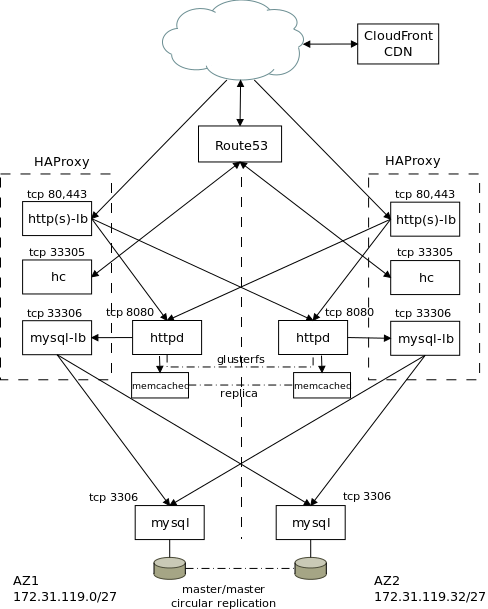 CloudFront
CDN
Route53
HAProxy
HAProxy
tcp 80,443
tcp 80,443
http(s)-lb
http(s)-lb
tcp 33305
tcp 33305
hc
hc
tcp 33306
tcp 8080
tcp 8080
tcp 33306
mysql-lb
httpd
httpd
mysql-lb
glusterfs
memcached
memcached
replica
tcp 3306
tcp 3306
mysql
mysql
AZ1
172.31.119.0/27
master/master
circular replication
AZ2
172.31.119.32/27